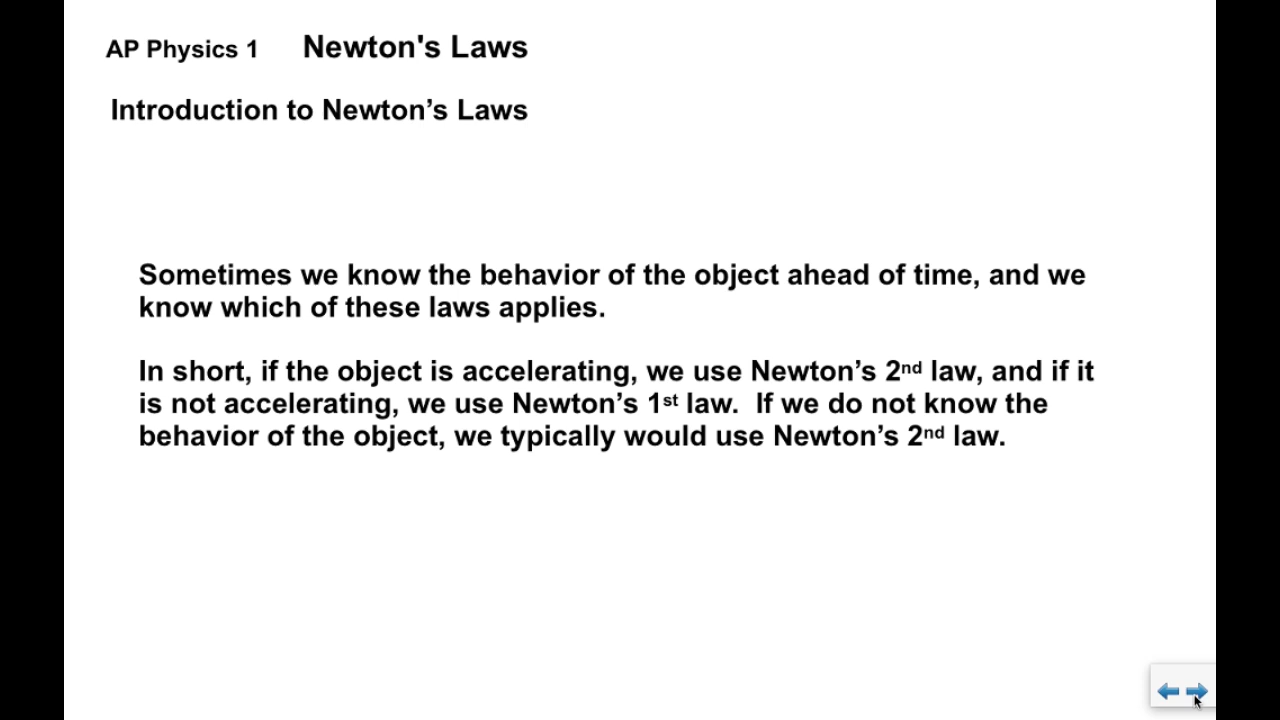 AP Physics 1 Newton's Laws
Introduction to Newton’s Laws
Sometimes we know the behavior of the object ahead of time, and we
know which of these laws applies.
In short, if the object is accelerating, we use Newton’s 2nd law, and if it
is not accelerating, we use Newton’s 1st law. If we do not know the
behavior of the object, we typically would use Newton’s 2nd law.